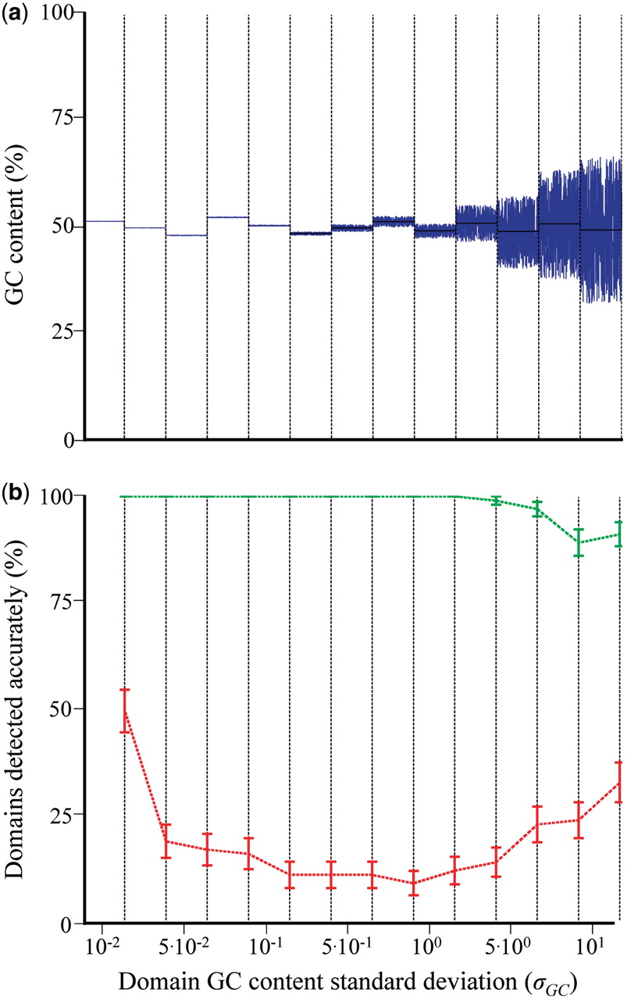 (a)
100
75
50
25
0
GC content (%)
(b)
100
75
50
25
0
Domains detected accurately (%)
10-2 5·10-2 10-1 5·10-1 100 5·100 101
Domain GC content standard deviation (σGC)